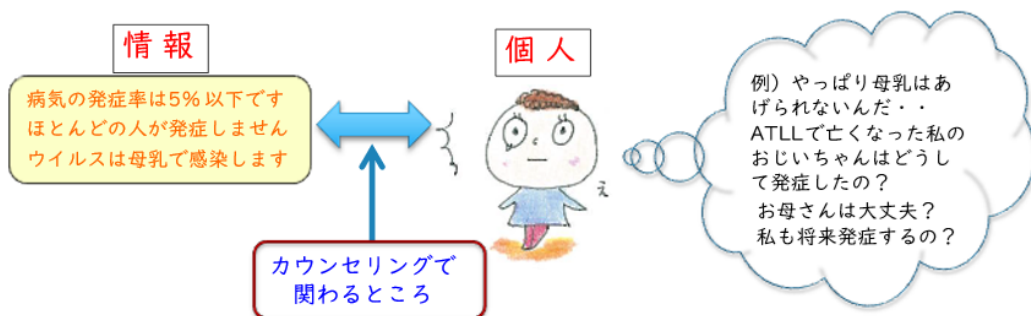 情 報
病気の発症率は5%以下です
ほとんどの人が発症しません
ウイルスは母乳で感染します
個 人
え
例）やっぱり母乳はあ
げられないんだ・・
ATLLで亡くなった私の
おじいちゃんはどうし
て発症したの？
お母さんは大丈夫？
私も将来発症するの？
カウンセリングで
関わるところ